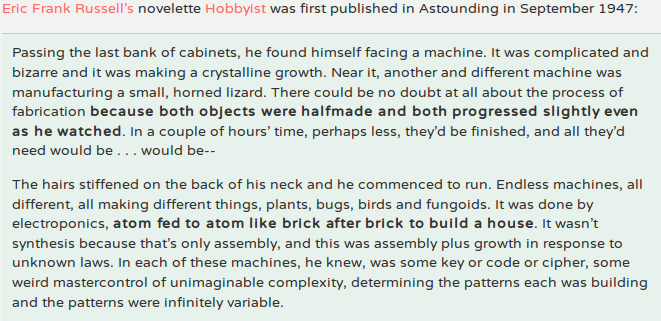 Eric Frank Russell's novelette Hobbyist was first published in Astounding in September 1947:
Passing the last bank of cabinets, he found himself facing a machine. It was complicated and
bizarre and it was making a crystalline growth. Near it, another and different machine was
manufacturing a small, horned lizard. There could be no doubt at all about the process of
fabrication because both objects were halfmade and both progressed slightly even
as he watched. In a couple of hours' time, perhaps less, they'd be finished, and all they'd
need would be . . . would be--
The hairs stiffened on the back of his neck and he commenced to run. Endless machines, all
different, all making different things, plants, bugs, birds and fungoids. It was done by
electroponics, atom fed to atom like brick after brick to build a house. It wasn't
synthesis because that's only assembly, and this was assembly plus growth in response to
unknown laws. In each of these machines, he knew, was some key or code or cipher, some
weird mastercontrol of unimaginable complexity, determining the patterns each was building
and the patterns were infinitely variable.